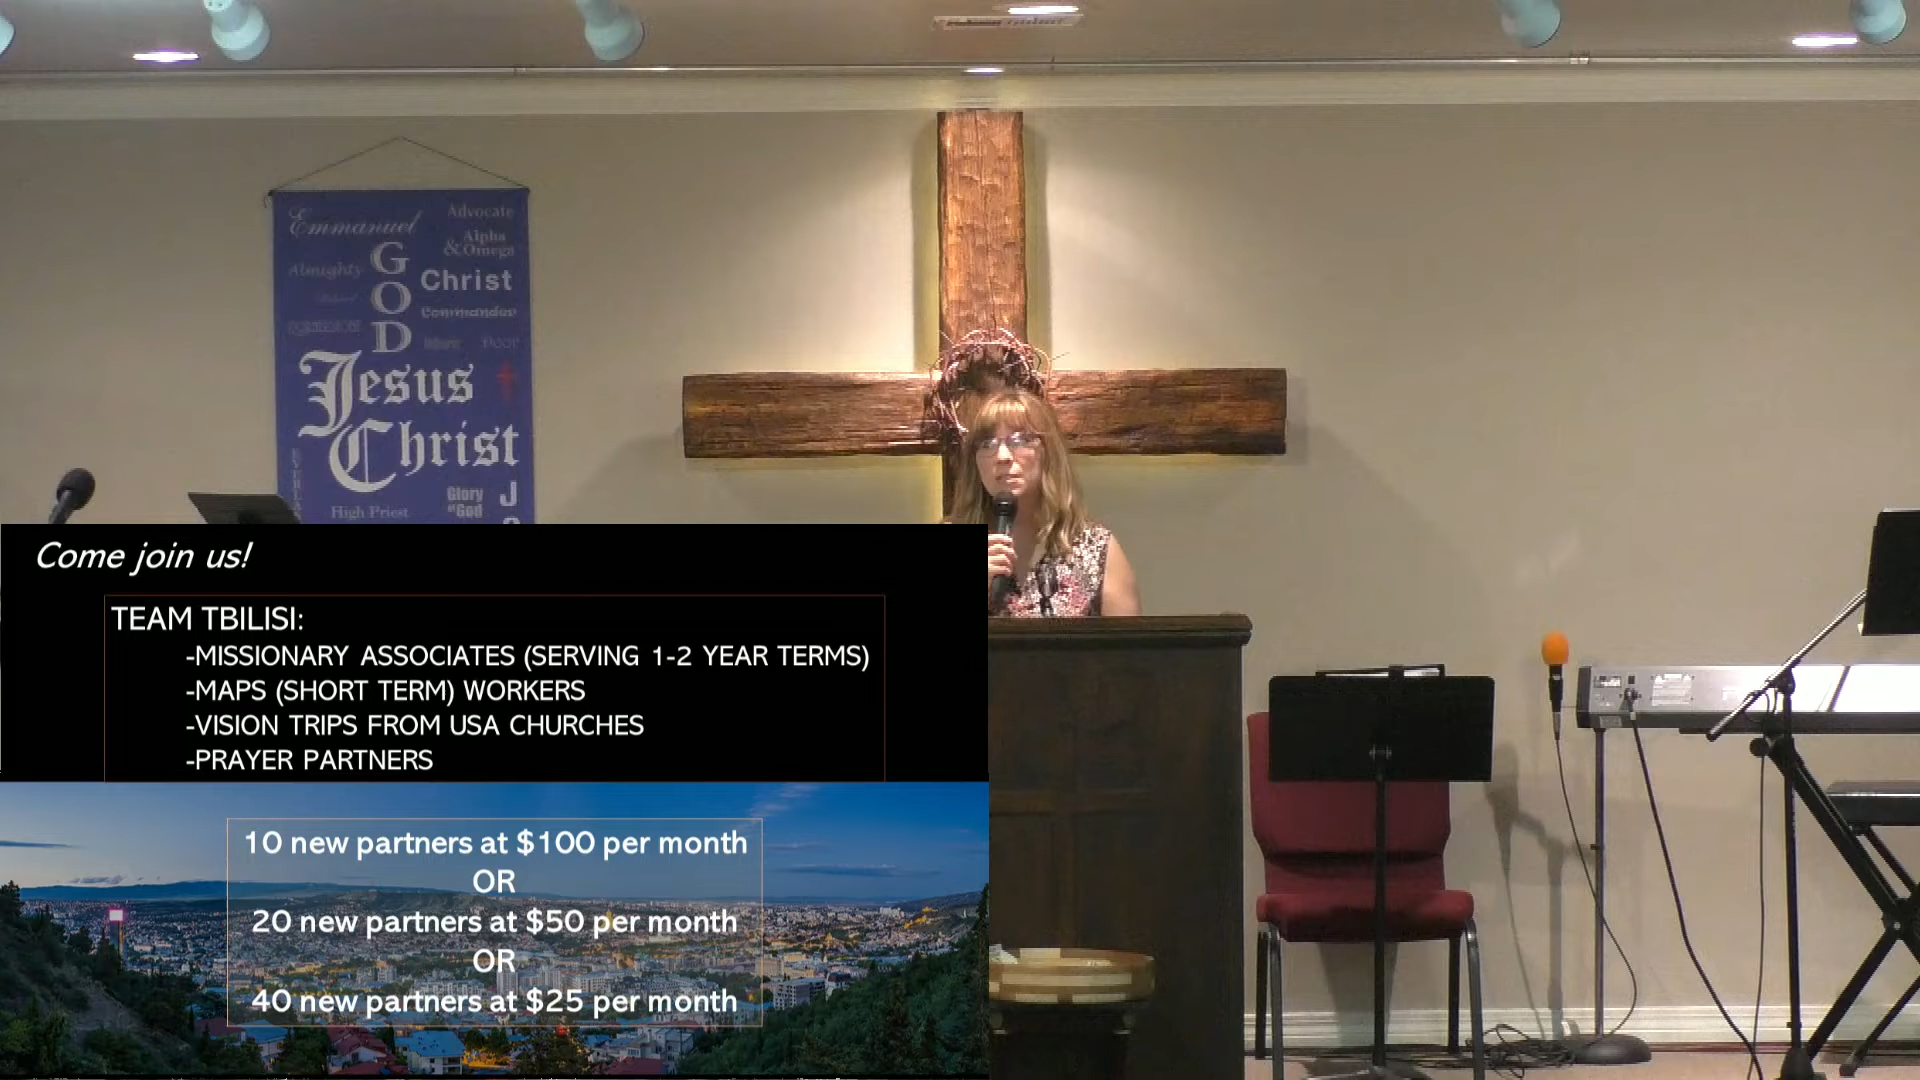 Emmanuel
Advocate
Alpha
& Omega
Almighty
GOD
Christ
Commander
Door
Jesus
Christ
Glory
of God
J
High Priest
Come join us!
TEAM TBILISI:
-MISSIONARY ASSOCIATES (SERVING 1-2 YEAR TERMS)
-MAPS (SHORT TERM) WORKERS
-VISION TRIPS FROM USA CHURCHES
-PRAYER PARTNERS
10 new partners at $100 per month
OR
20 new partners at $50 per month
OR
40 new partners at $25 per month